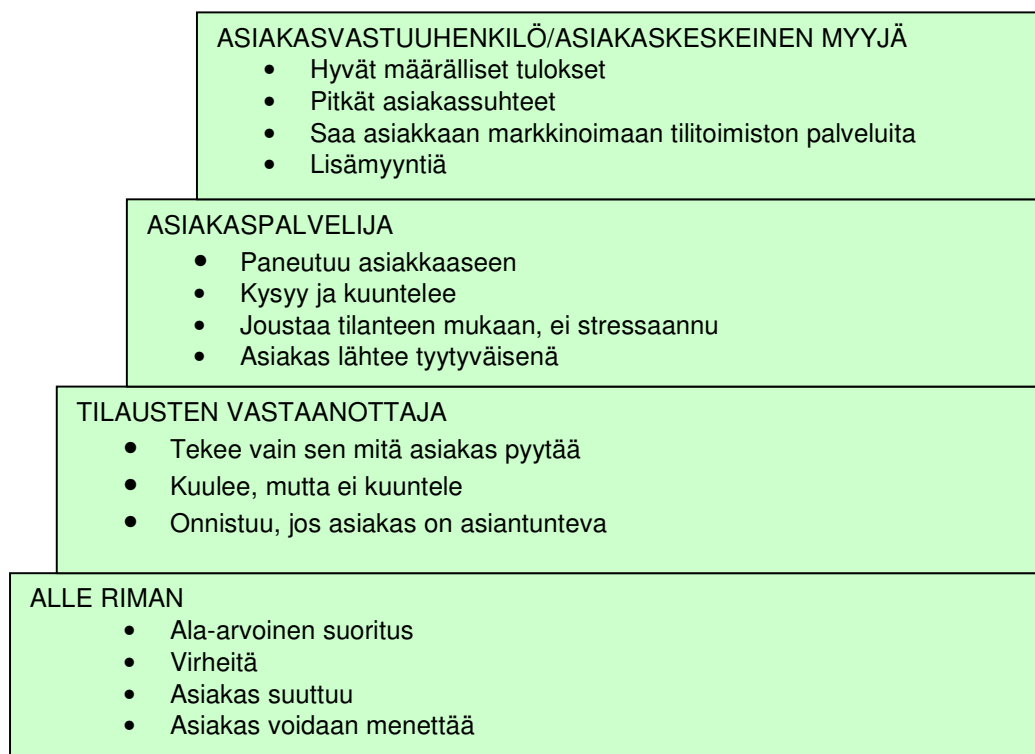 ASIAKASVASTUUHENKILÖ/ASIAKASKESKEINEN MYYJÄ
• Hyvät määrälliset tulokset
• Pitkät asiakassuhteet
• Saa asiakkaan markkinoimaan tilitoimiston palveluita
• Lisämyyntiä
ASIAKASPALVELIJA
• Paneutuu asiakkaaseen
• Kysyy ja kuuntelee
• Joustaa tilanteen mukaan, ei stressaannu
• Asiakas lähtee tyytyväisenä
TILAUSTEN VASTAANOTTAJA
• Tekee vain sen mitä asiakas pyytää
• Kuulee, mutta ei kuuntele
• Onnistuu, jos asiakas on asiantunteva
ALLE RIMAN
• Ala-arvoinen suoritus
• Virheitä
• Asiakas suuttuu
• Asiakas voidaan menettää